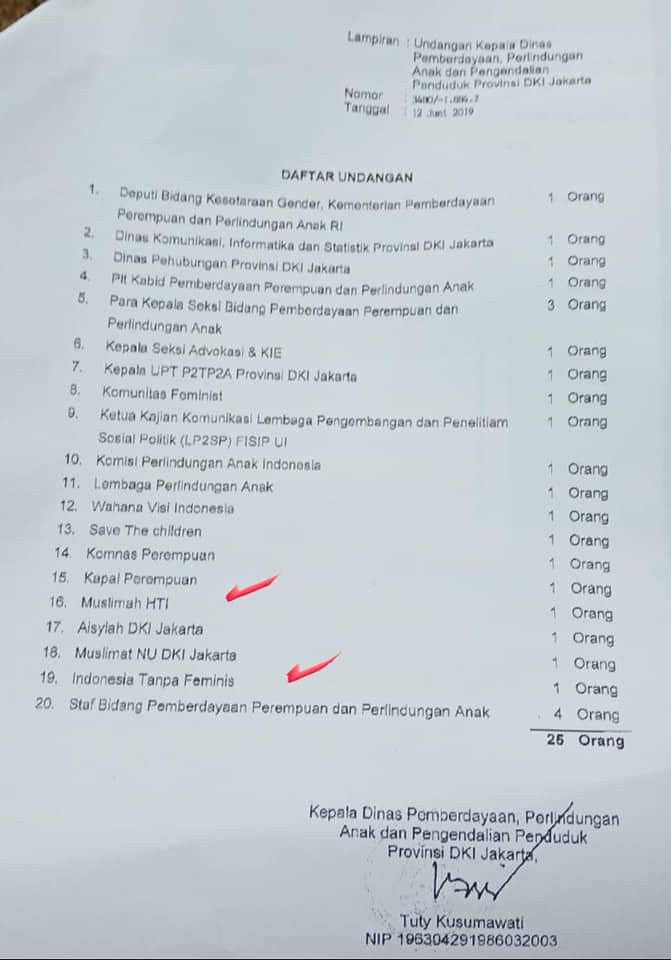 Lampiran : Undangan Kepala Dinas
Pemberdayaan, Perlindungan
Anak dan Pengendalian
Penduduk Provinsi DKI Jakarta
Nomor :
Tanggal : 12 Juni 2019
DAFTAR UNDANGAN
1. Deputi Bidang Kesetaraan Gender, Kementerian Pemberdayaan 1 Orang
Perempuan dan Perlindungan Anak RI
2. Dinas Komunikasi, Informatika dan Statistik Provinsi DKI Jakarta 1 Orang
3. Dinas Pehubungan Provinsi DKI Jakarta 1 Orang
4. Plt Kabid Pemberdayaan Perempuan dan Perlindungan Anak 1 Orang
5. Para Kepala Seksi Bidang Pemberdayaan Perempuan dan 3 Orang
Perlindungan Anak
6. Kepala Seksi Advokasi & KIE 1 Orang
7. Kepala UPT P2TP2A Provinsi DKI Jakarta 1 Orang
8. Komunitas Feminist 1 Orang
9. Ketua Kajian Komunikasi Lembaga Pengembangan dan Penelitiam 1 Orang
Sosial Politik (LP2SP) FISIP UI
10. Komisi Perlindungan Anak Indonesia 1 Orang
11. Lembaga Perlindungan Anak 1 Orang
12. Wahana Visi Indonesia 1 Orang
13. Save The children 1 Orang
14. Komnas Perempuan 1 Orang
15. Kapal Perempuan 1 Orang
16. Muslimah HTI 1 Orang
17. Aisyiah DKI Jakarta 1 Orang
18. Muslimat NU DKI Jakarta 1 Orang
19. Indonesia Tanpa Feminis 1 Orang
20. Staf Bidang Pemberdayaan Perempuan dan Perlindungan Anak 4 Orang
25 Orang
Kepala Dinas Pemberdayaan, Perlindungan
Anak dan Pengendalian Penduduk
Provinsi DKI Jakarta,
Tuty Kusumawati
NIP 196304291986032003